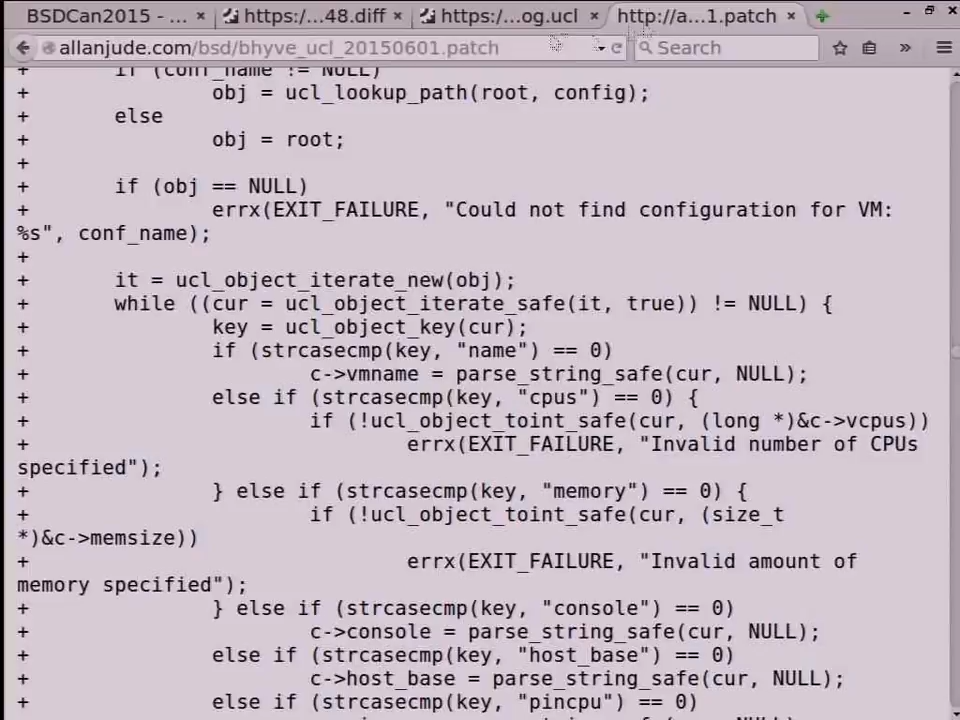 BSDCan2015 - ... × https:/...48.diff × https:/...og.ucl × http://a...1.patch ×
allanjude.com/bsd/bhyve_ucl_20150601.patch Search
+ if (conf_name != NULL)
+ obj = ucl_lookup_path(root, config);
+ else
+ obj = root;
+
+ if (obj == NULL)
+ errx(EXIT_FAILURE, "Could not find configuration for VM:
%s", conf_name);
+
+ it = ucl_object_iterate_new(obj);
+ while ((cur = ucl_object_iterate_safe(it, true)) != NULL) {
+ key = ucl_object_key(cur);
+ if (strcasecmp(key, "name") == 0)
+ c->vmname = parse_string_safe(cur, NULL);
+ else if (strcasecmp(key, "cpus") == 0) {
+ if (!ucl_object_toint_safe(cur, (long *)&c->vcpus))
+ errx(EXIT_FAILURE, "Invalid number of CPUs
specified");
+ } else if (strcasecmp(key, "memory") == 0) {
+ if (!ucl_object_toint_safe(cur, (size_t
*)&c->memsize))
+ errx(EXIT_FAILURE, "Invalid amount of
memory specified");
+ } else if (strcasecmp(key, "console") == 0)
+ c->console = parse_string_safe(cur, NULL);
+ else if (strcasecmp(key, "host_base") == 0)
+ c->host_base = parse_string_safe(cur, NULL);
+ else if (strcasecmp(key, "pincpu") == 0)